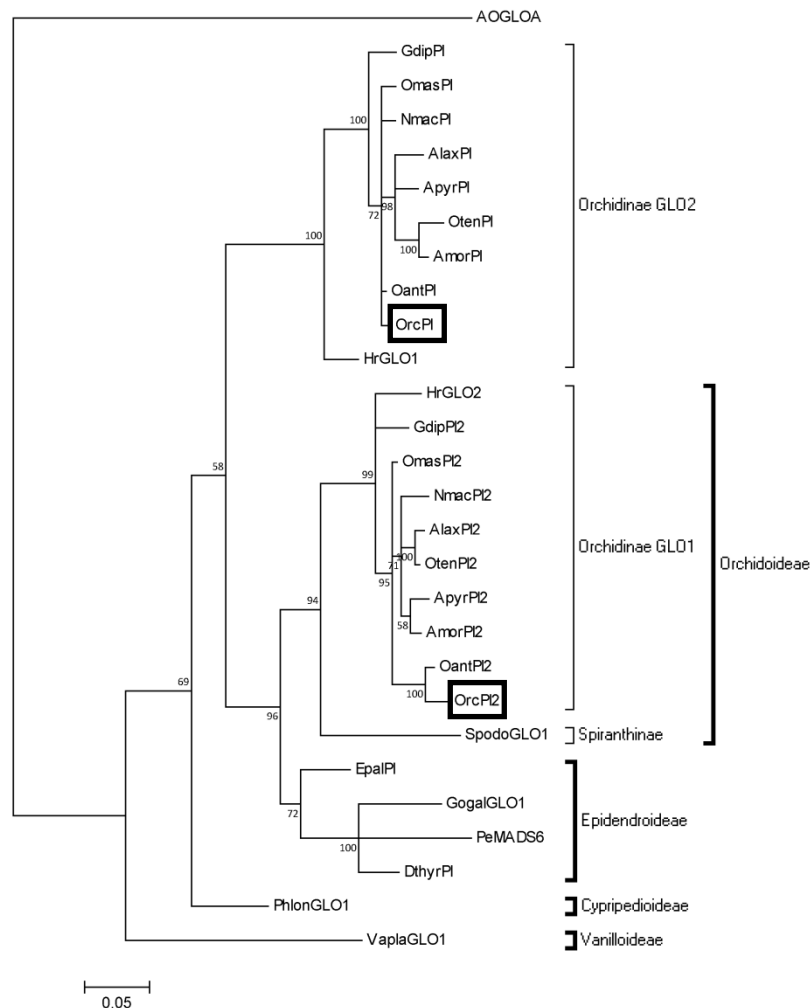 AOGLOA
GdipPI
OmasPI
NmacPI
100
AlaxPI
ApyrPI
98
72
OtenPI
Orchidinae GLO2
100
100
AmorPI
OantPI
OrcPI
HrGLO1
HrGLO2
GdipPI2
OmasPI2
58
99
NmacPI2
AlaxPI2
Orchidinae GLO1
100
71
OtenPI2
Orchidoideae
95
ApyrPI2
94
58
AmorPI2
OantPI2
69
100
OrcPI2
96
SpodoGLO1
Spiranthinae
EpalPI
GogalGLO1
72
Epidendroideae
PeMADS6
100
DthyrPI
PhlonGLO1
Cypripedioideae
VaplaGLO1
Vanilloideae
0.05